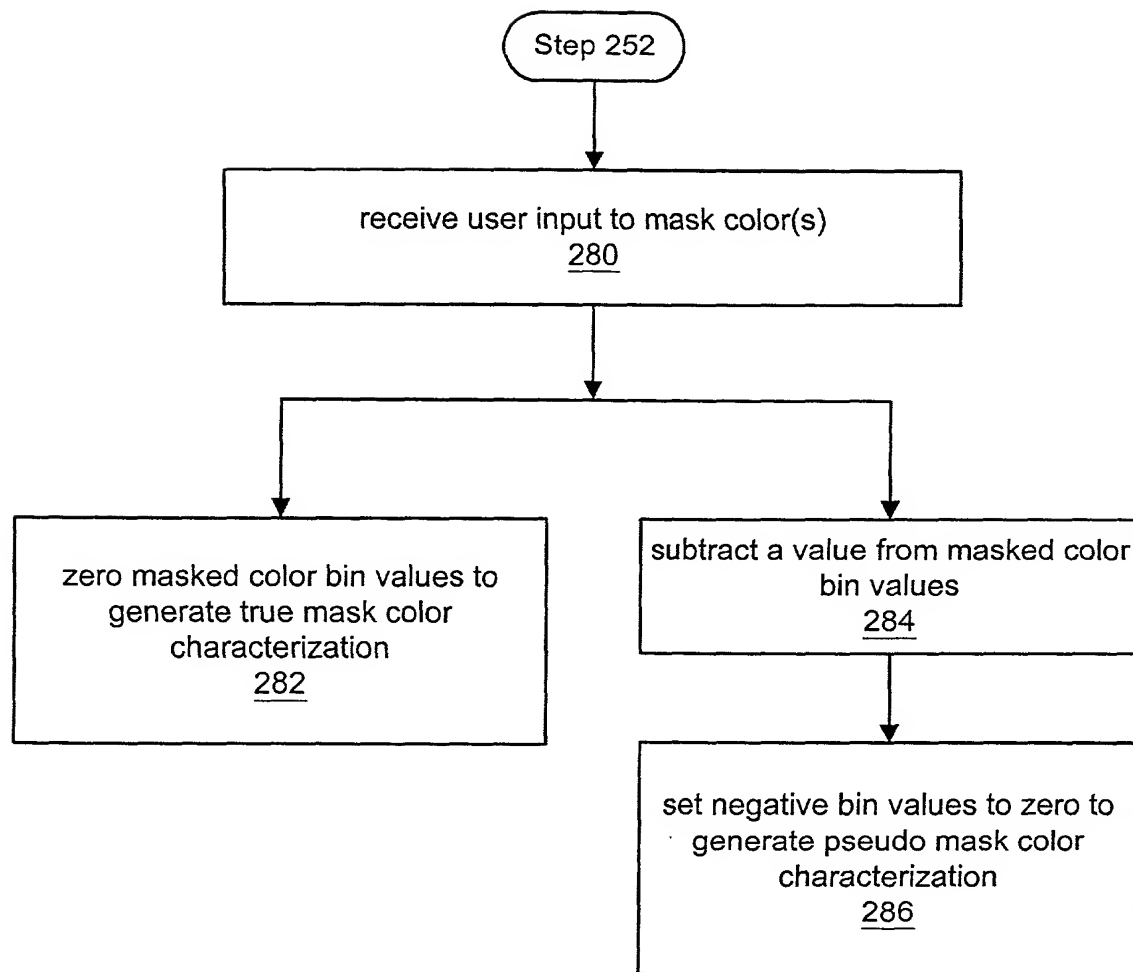 Step 252
receive user input to mask color(s)
280
zero masked color bin values to
generate true mask color
characterization
282
subtract a value from masked color
bin values
284
set negative bin values to zero to
generate pseudo mask color
characterization
286